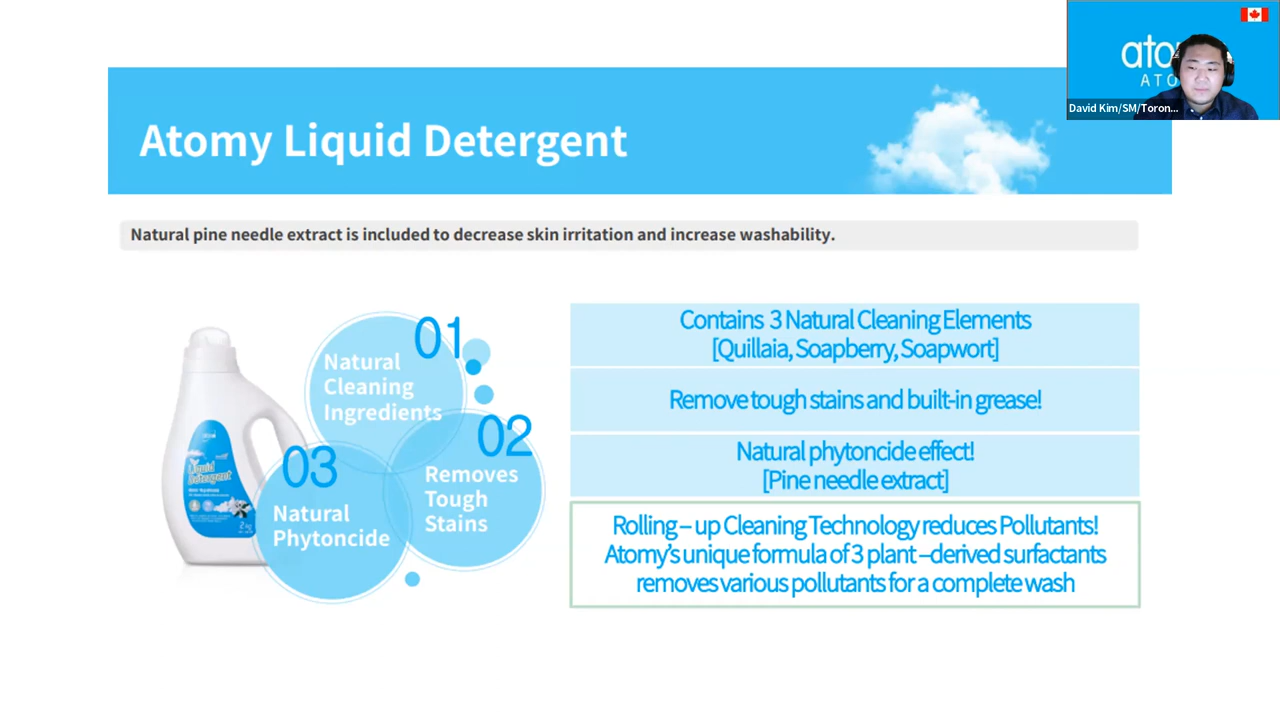 Atomy Liquid Detergent
David Kim/SM/Toron...
Natural pine needle extract is included to decrease skin irritation and increase washability.
01
Natural
Cleaning
Ingredients
02
Removes
Tough
Stains
03
Natural
Phytoncide
Liquid
Detergent
Contains 3 Natural Cleaning Elements
[Quillaia, Soapberry, Soapwort]
Remove tough stains and built-in grease!
Natural phytoncide effect!
[Pine needle extract]
Rolling – up Cleaning Technology reduces Pollutants!
Atomy's unique formula of 3 plant –derived surfactants
removes various pollutants for a complete wash